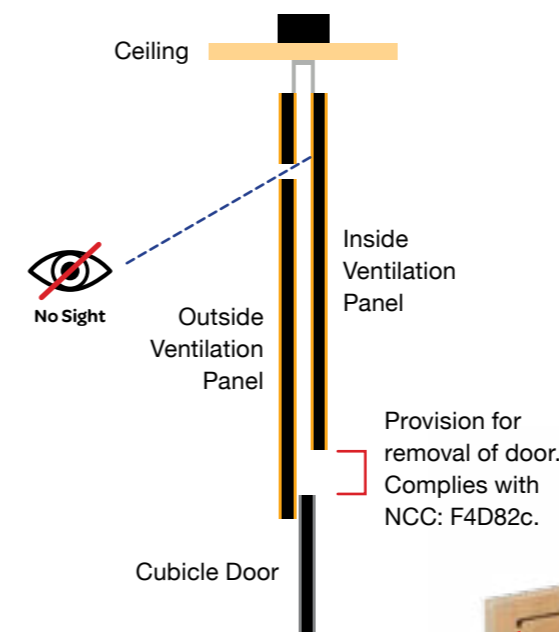 Ceiling
No Sight
Inside
Ventilation
Panel
Outside
Ventilation
Panel
Provision for
removal of door.
Complies with
NCC: F4D82c.
Cubicle Door